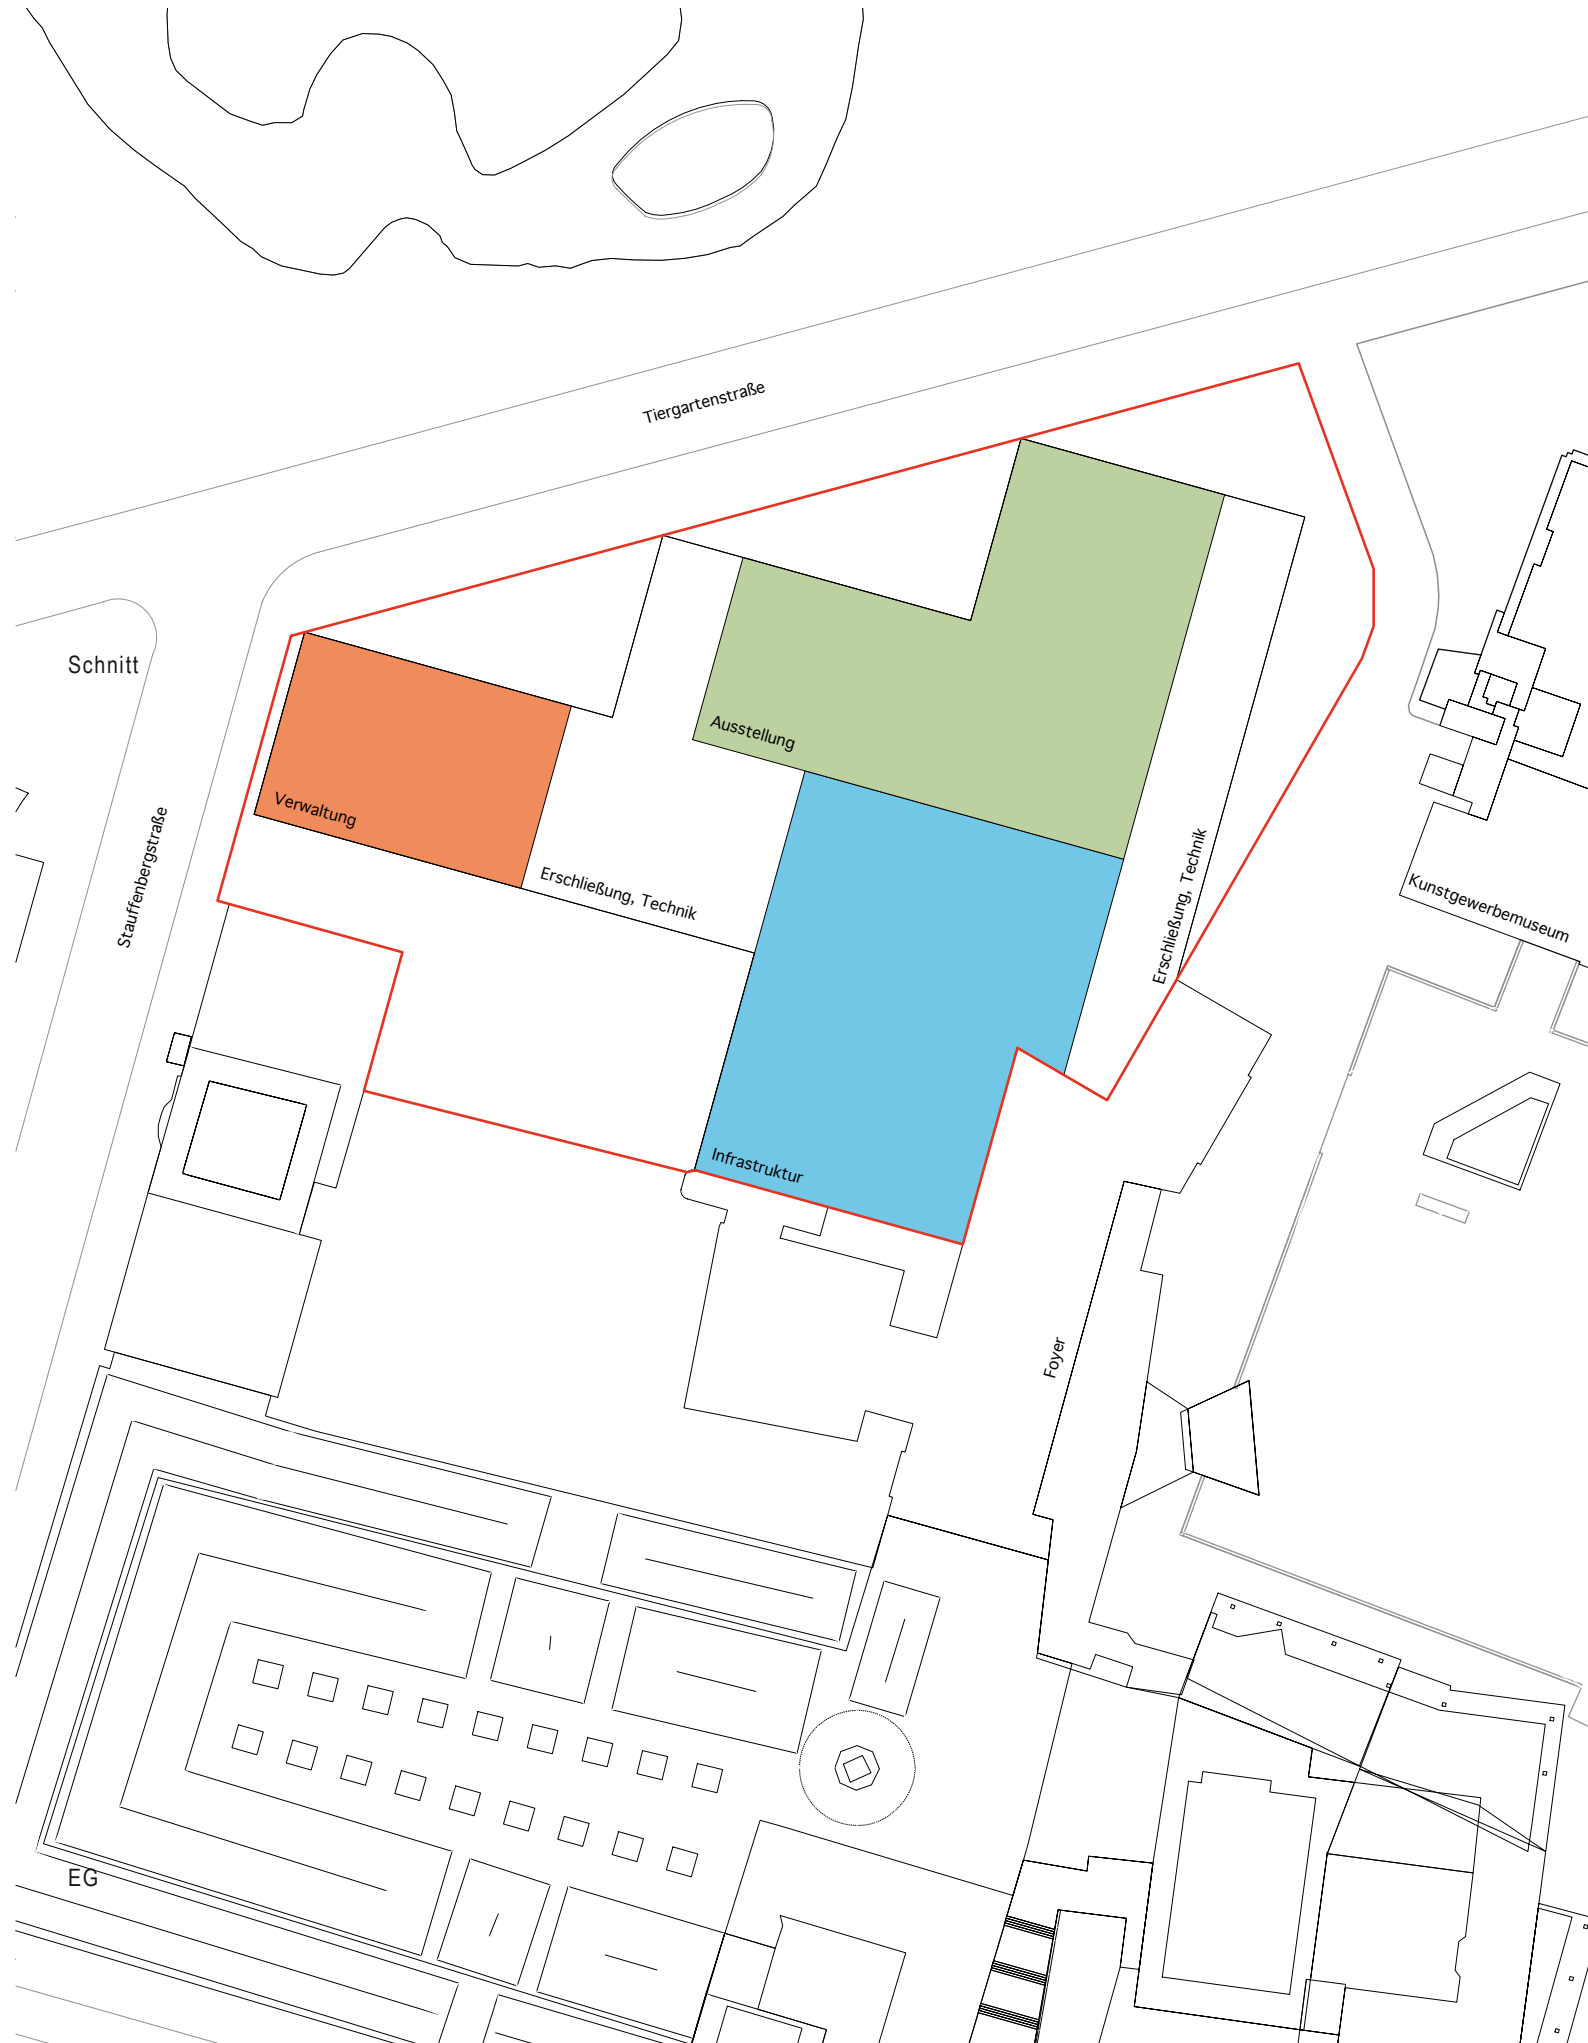 Tiergartenstraße
Schnitt
Ausstellung
Verwaltung
Stauffenbergstraße
Erschließung, Technik
Erschließung, Technik
Kunstgewerbemuseum
Infrastruktur
Foyer
EG